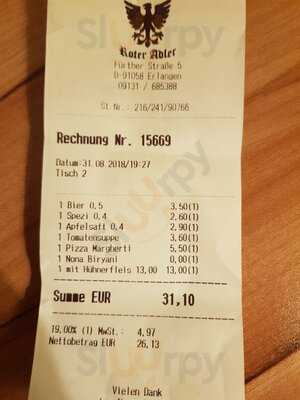 Roter Adler
Fürther Straße 5
D-91058 Erlangen
09131 / 685388
St.Nr.: 216/241/90766
Rechnung Nr. 15669
Datum:31.08.2018/19:27
Tisch 2
1 Bier 0,5 3,50(1)
1 Spezi 0,4 2,60(1)
1 Apfelsaft 0,4 2,90(1)
1 Tomatensuppe 3,60(1)
1 Pizza Margherti 5,50(1)
1 Nona Biryani 0,00(1)
1 mit Hühnerfleis 13,00 13,00(1)
Summe EUR 31,10
19,00% (1) MwSt.: 4,97
Nettobetrag EUR 26,13
Vielen Dank